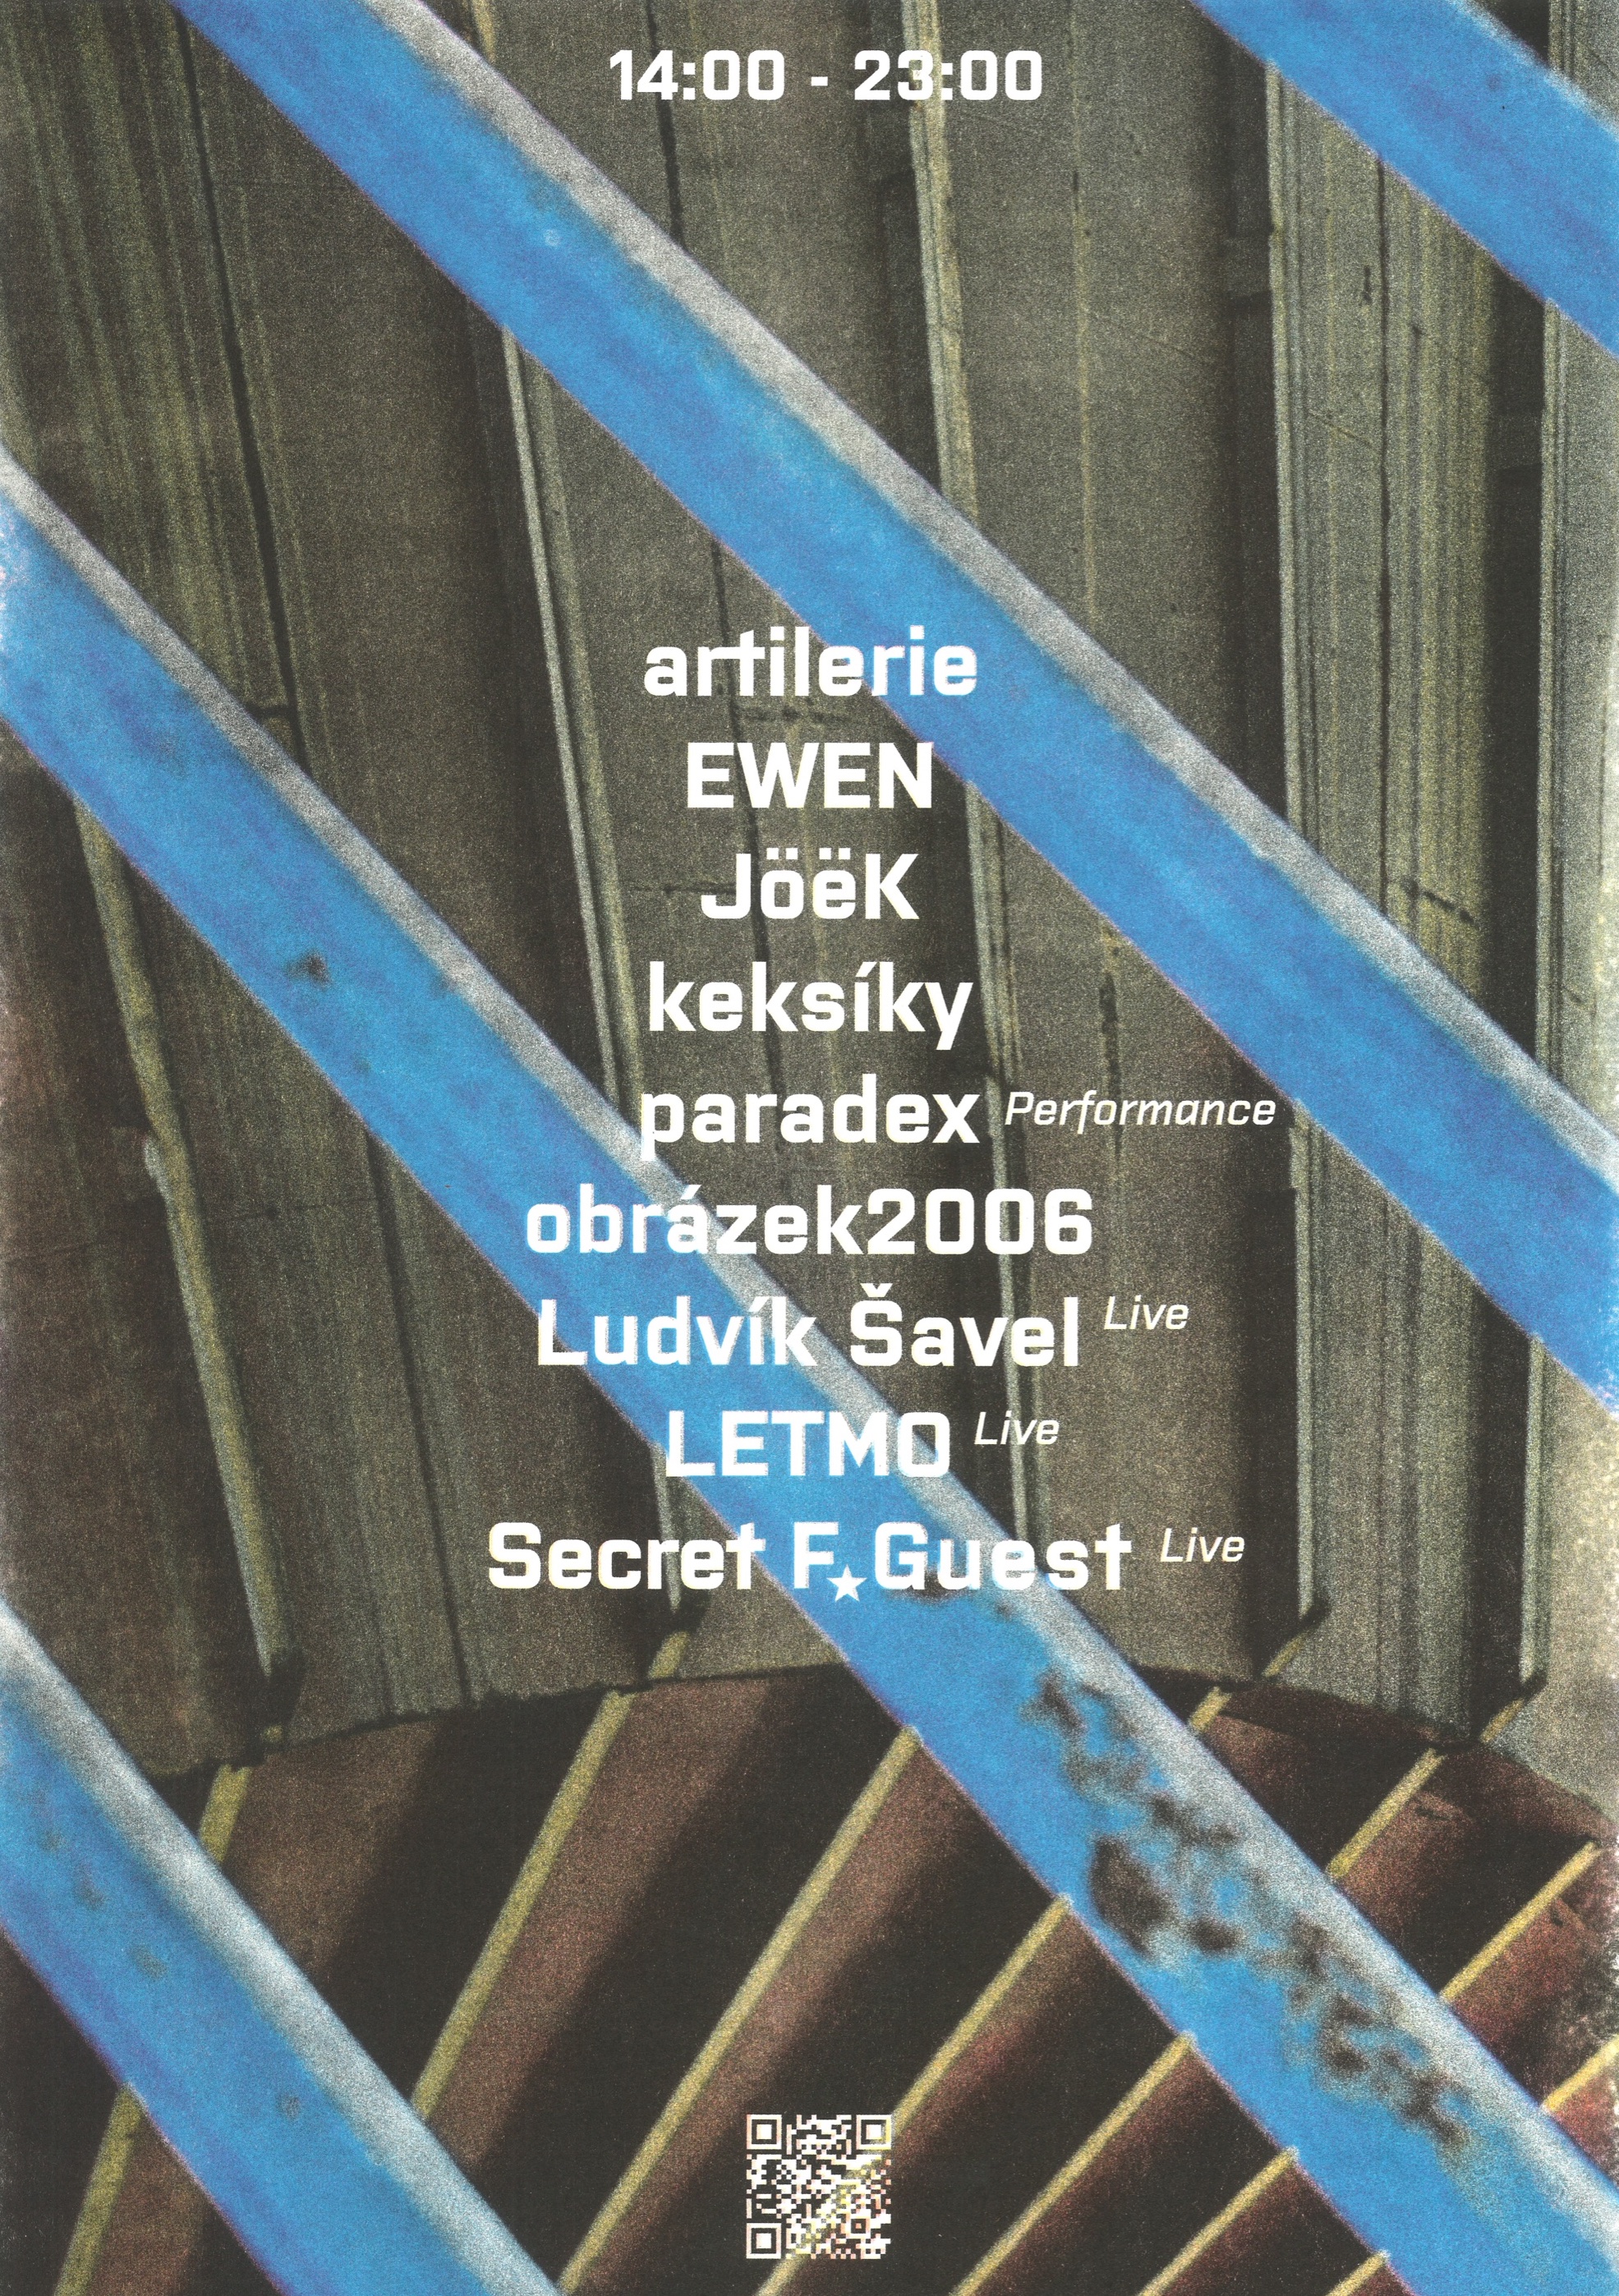 14:00 - 23:00
artilerie
EWEN
JöëK
keksíky
paradex Performance
obrázek2006
Ludvík Šavel Live
LETMO Live
Secret F★Guest Live